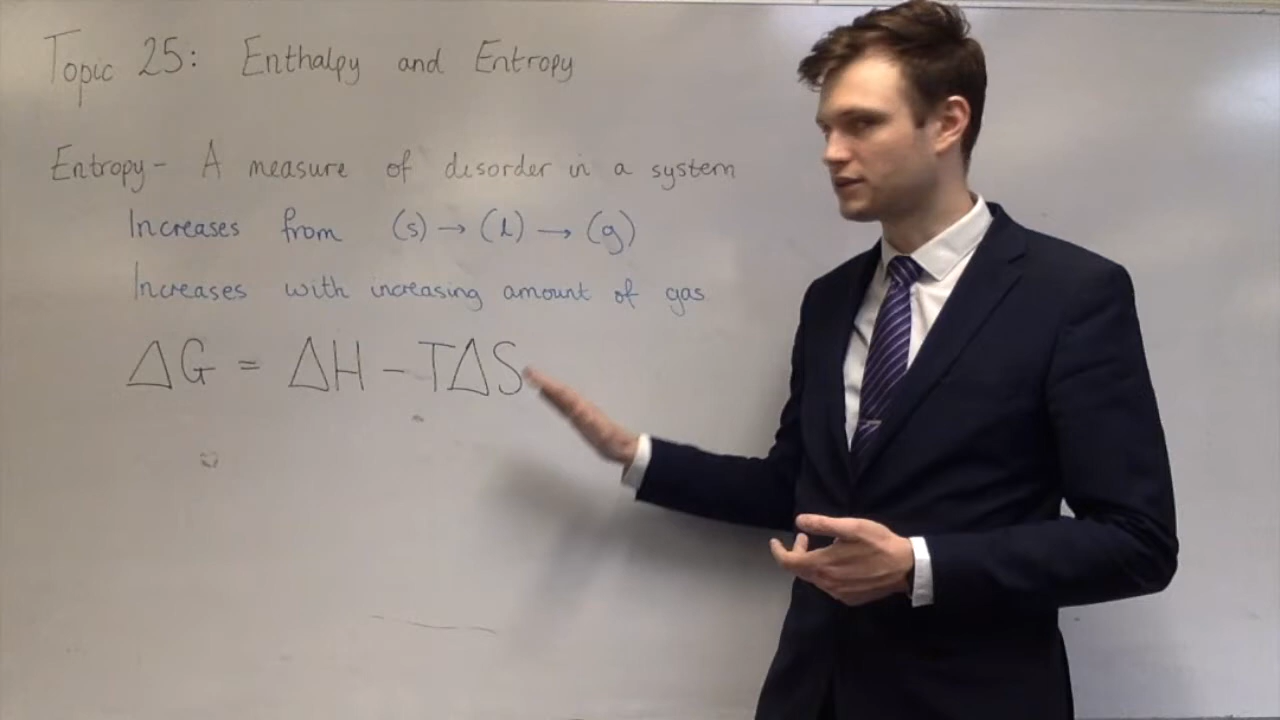 Topic 25: Enthalpy and Entropy
Entropy - A measure of disorder in a system
Increases from (s) → (l) → (g)
Increases with increasing amount of gas
ΔG = ΔH - TΔS